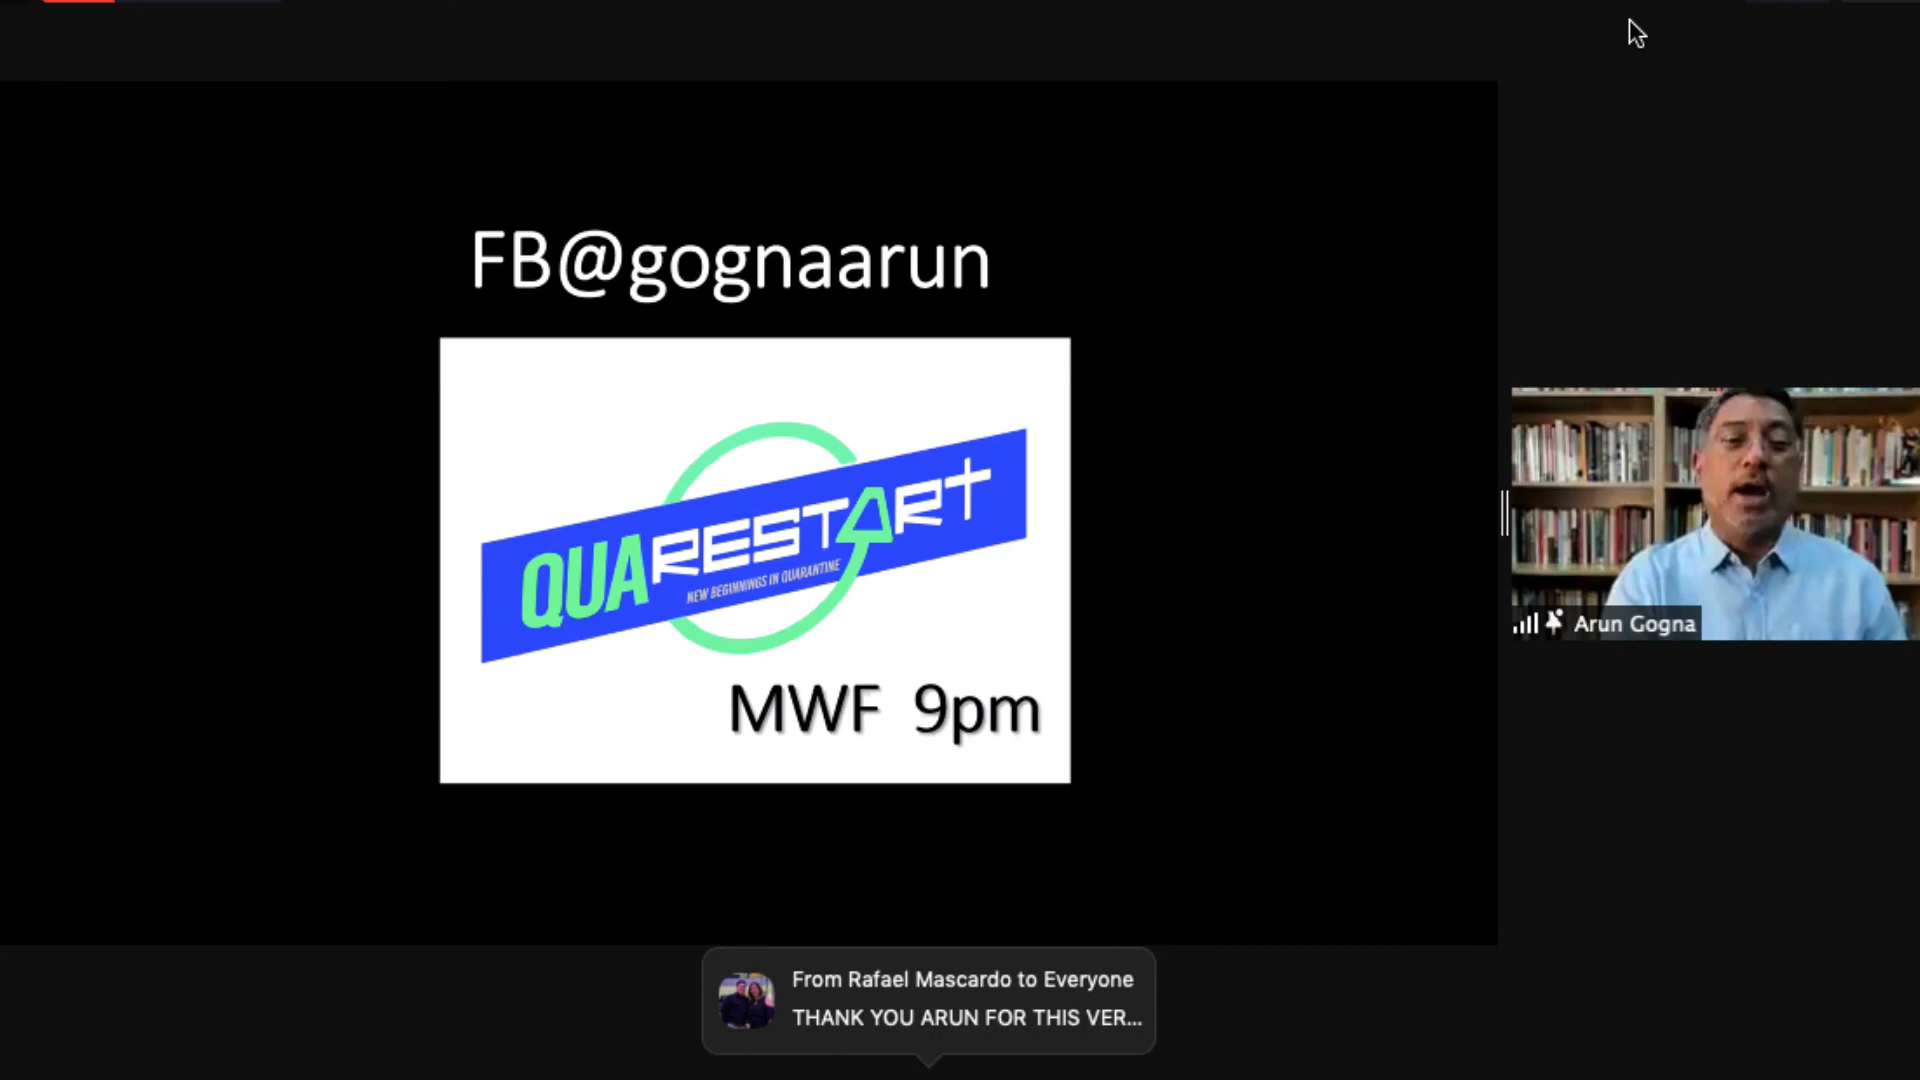 FB@gognaarun
QUARESTART
NEW BEGINNINGS IN QUARANTINE
MWF 9pm
Arun Gogna
From Rafael Mascardo to Everyone
THANK YOU ARUN FOR THIS VER...